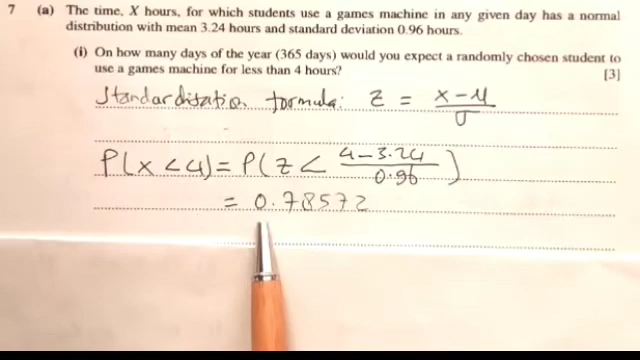 7 (a) The time, X hours, for which students use a games machine in any given day has a normal
distribution with mean 3.24 hours and standard deviation 0.96 hours.
(i) On how many days of the year (365 days) would you expect a randomly chosen student to
use a games machine for less than 4 hours? [3]
Standardisation formula: Z = (x-μ)/σ
P(X<4) = P(Z < (4-3.24)/0.96)
= 0.78572